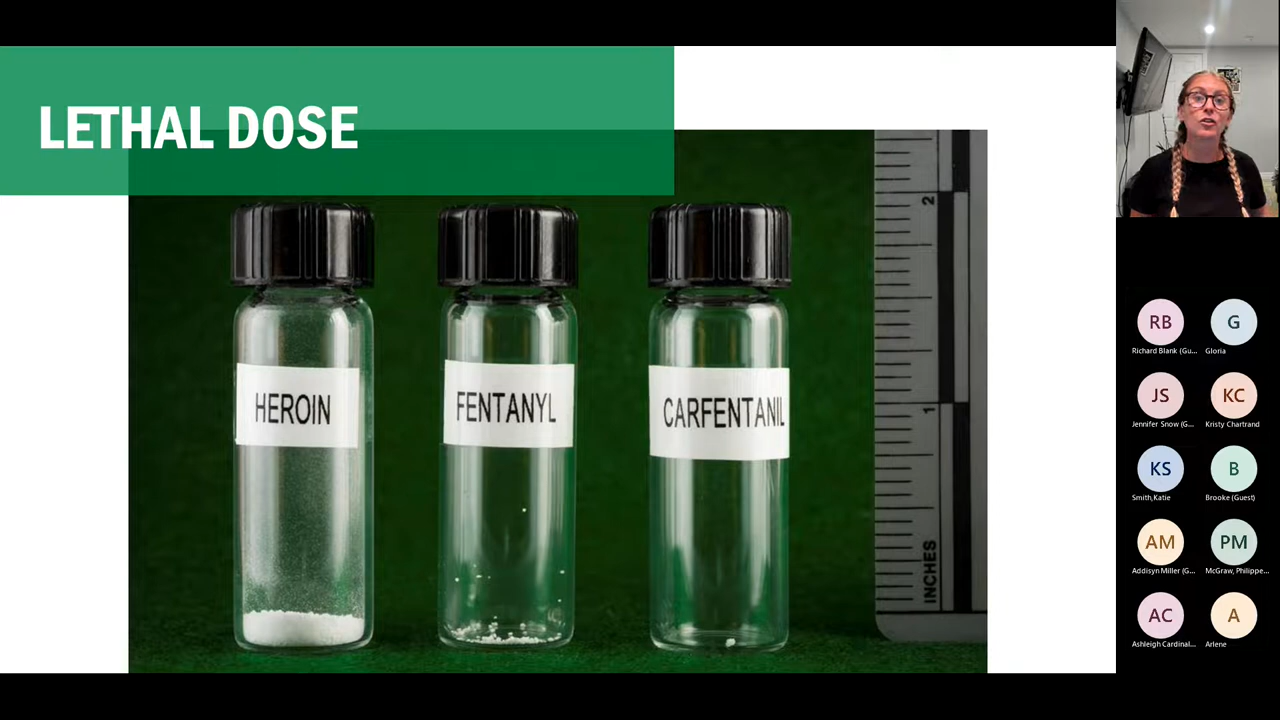 LETHAL DOSE
HEROIN
FENTANYL
CARFENTANIL
2
1
INCHES
RB
G
Richard Blank (Gu...
Gloria
JS
KC
Jennifer Snow (G...
Kristy Chartrand
KS
B
Smith,Katie
Brooke (Guest)
AM
PM
Addisyn Miller (G...
McGraw, Philippe...
AC
A
Ashleigh Cardinal...
Arlene